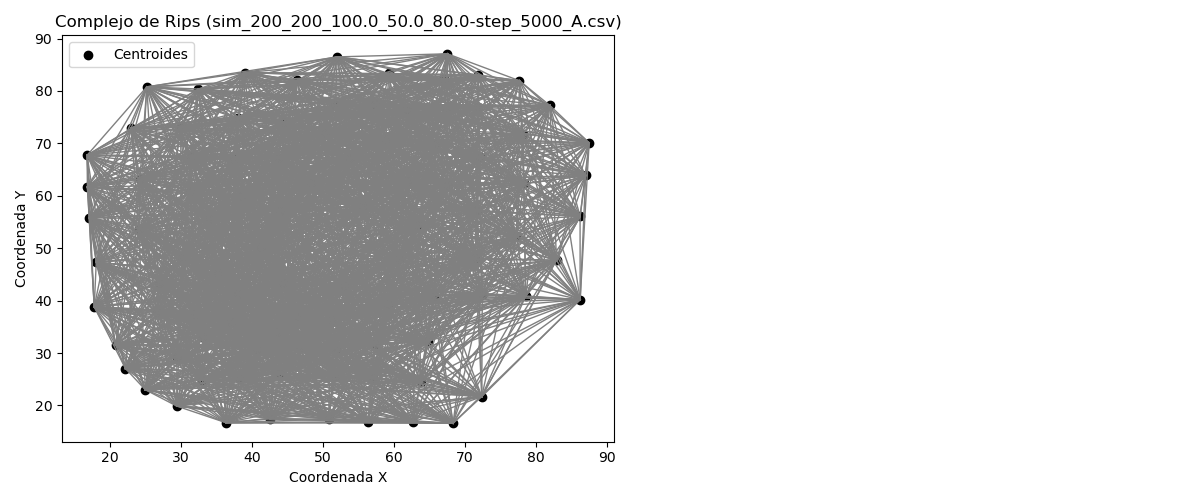 Complejo de Rips (sim_200_200_100.0_50.0_80.0-step_5000_A.csv)
Centroides
90
80
70
60
50
40
30
20
Coordenada Y
20 30 40 50 60 70 80 90
Coordenada X